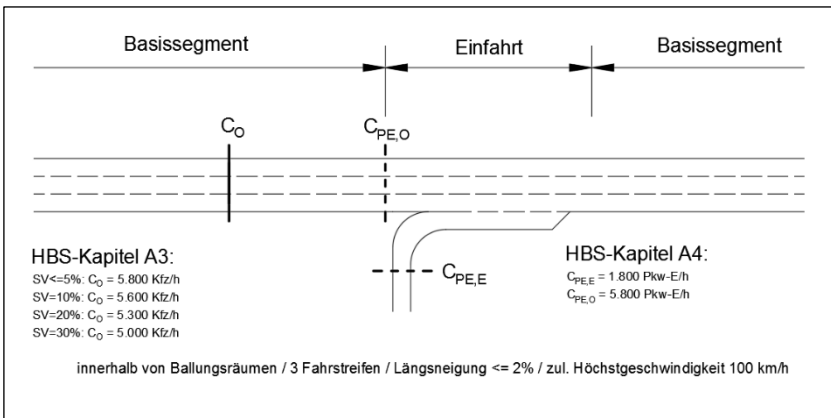 Basissegment Einfahrt Basissegment
C_O C_PE,O
HBS-Kapitel A3:
SV<=5%: C_O = 5.800 Kfz/h
SV=10%: C_O = 5.600 Kfz/h
SV=20%: C_O = 5.300 Kfz/h
SV=30%: C_O = 5.000 Kfz/h
C_PE,E
HBS-Kapitel A4:
C_PE,E = 1.800 Pkw-E/h
C_PE,O = 5.800 Pkw-E/h
innerhalb von Ballungsräumen / 3 Fahrstreifen / Längsneigung <= 2% / zul. Höchstgeschwindigkeit 100 km/h